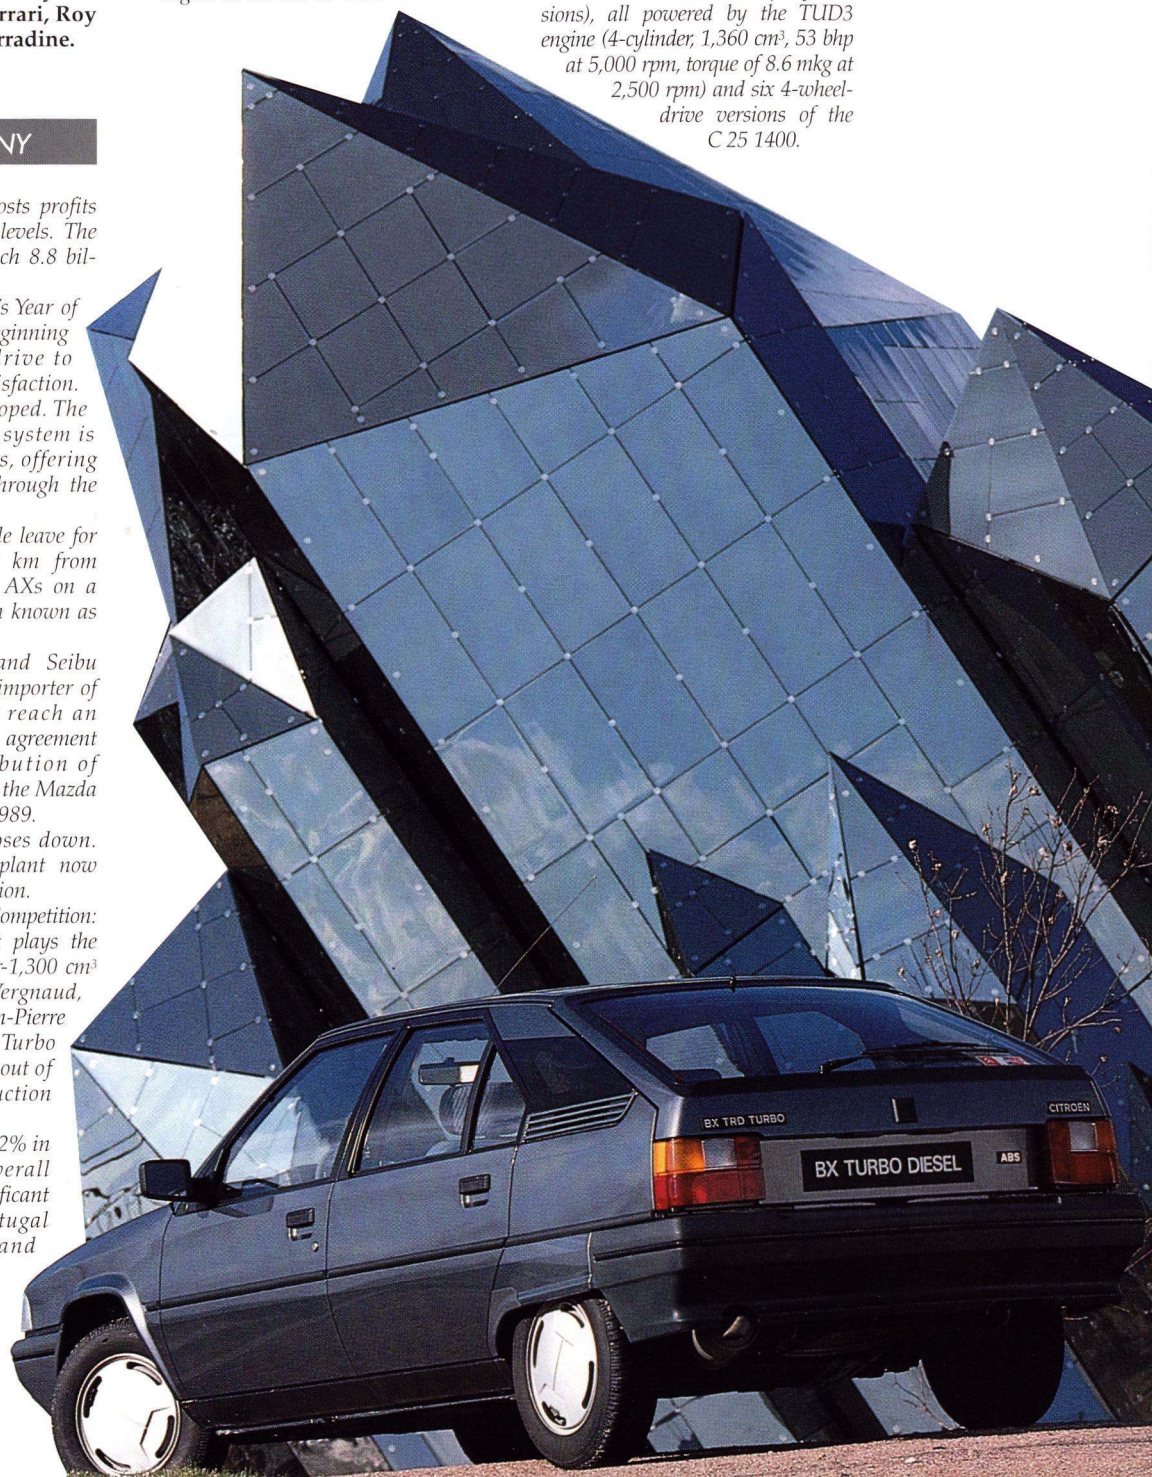 rrari, Roy
rradine.
NY
osts profits
levels. The
ch 8.8 bil-
's Year of
ginning
drive to
isfaction.
oped. The
system is
s, offering
hrough the
le leave for
km from
AXs on a
n known as
and Seibu
importer of
reach an
agreement
bution of
the Mazda
989.
oses down.
plant now
ion.
ompetition:
plays the
r-1,300 cm³
Vergnaud,
n-Pierre
Turbo
out of
uction
2% in
verall
ficant
tugal
and
sions), all powered by the TUD3
engine (4-cylinder, 1,360 cm³, 53 bhp
at 5,000 rpm, torque of 8.6 mkg at
2,500 rpm) and six 4-wheel-
drive versions of the
C 25 1400.
BX TRD TURBO
CITROËN
BX TURBO DIESEL
ABS